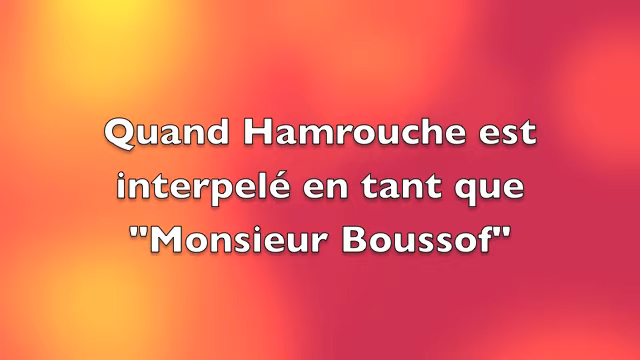 Quand Hamrouche est
interpelé en tant que
"Monsieur Boussof"